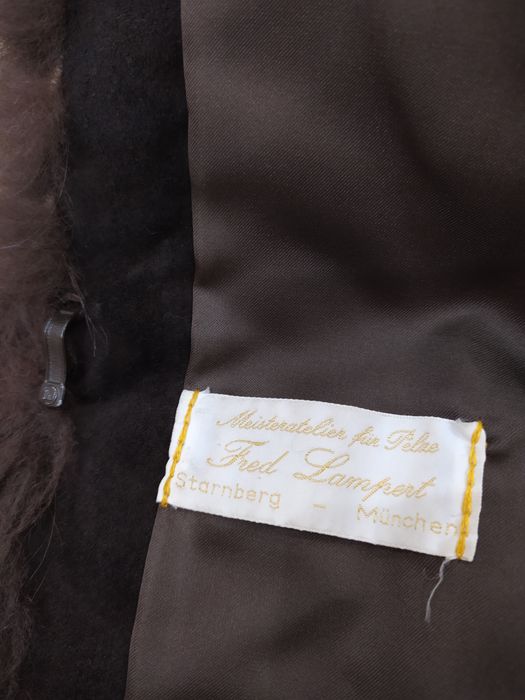 Meisteratelier für Pelze
Fred Lampert
Starnberg - München